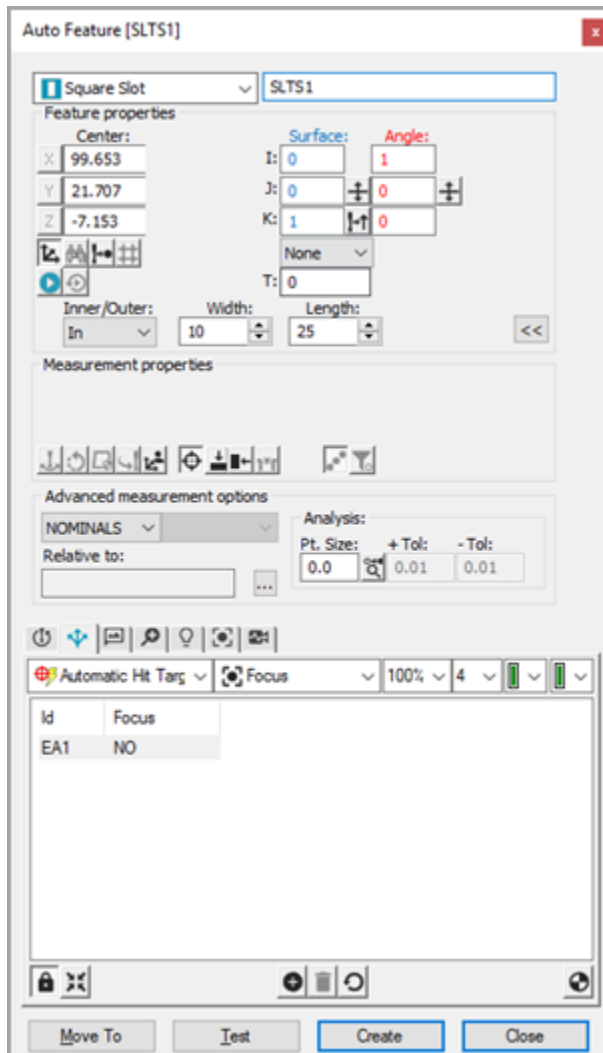 Auto Feature [SLTS1]
x
Square Slot SLTS1
Feature properties
Center: Surface: Angle:
X 99.653 I: 0 1
Y 21.707 J: 0 0
Z -7.153 K: 1 0
None
T: 0
Inner/Outer: Width: Length:
In 10 25 <<
Measurement properties
Advanced measurement options
NOMINALS Analysis:
Pt. Size: + Tol: - Tol:
Relative to: 0.0 0.01 0.01
...
Automatic Hit Targ Focus 100% 4
Id Focus
EA1 NO
Move To Test Create Close